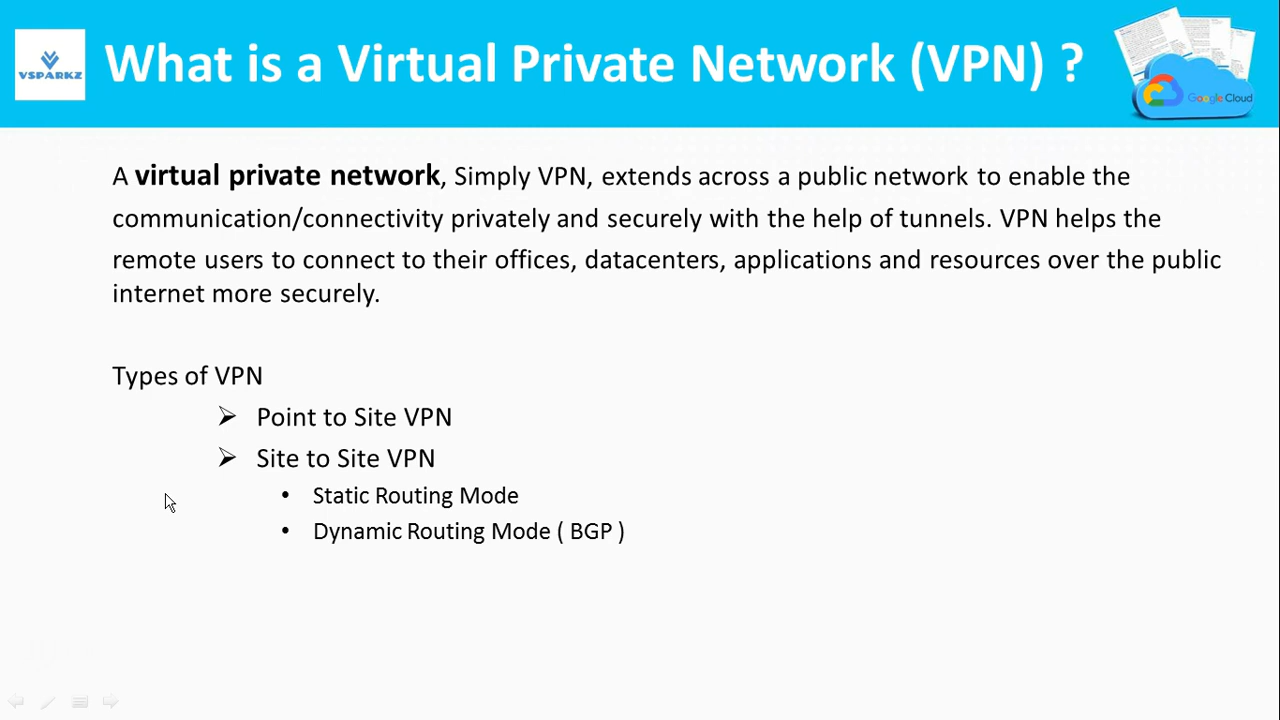 VSPARKZ
What is a Virtual Private Network (VPN) ?
Google Cloud
A virtual private network, Simply VPN, extends across a public network to enable the
communication/connectivity privately and securely with the help of tunnels. VPN helps the
remote users to connect to their offices, datacenters, applications and resources over the public
internet more securely.
Types of VPN
➢ Point to Site VPN
➢ Site to Site VPN
• Static Routing Mode
• Dynamic Routing Mode ( BGP )